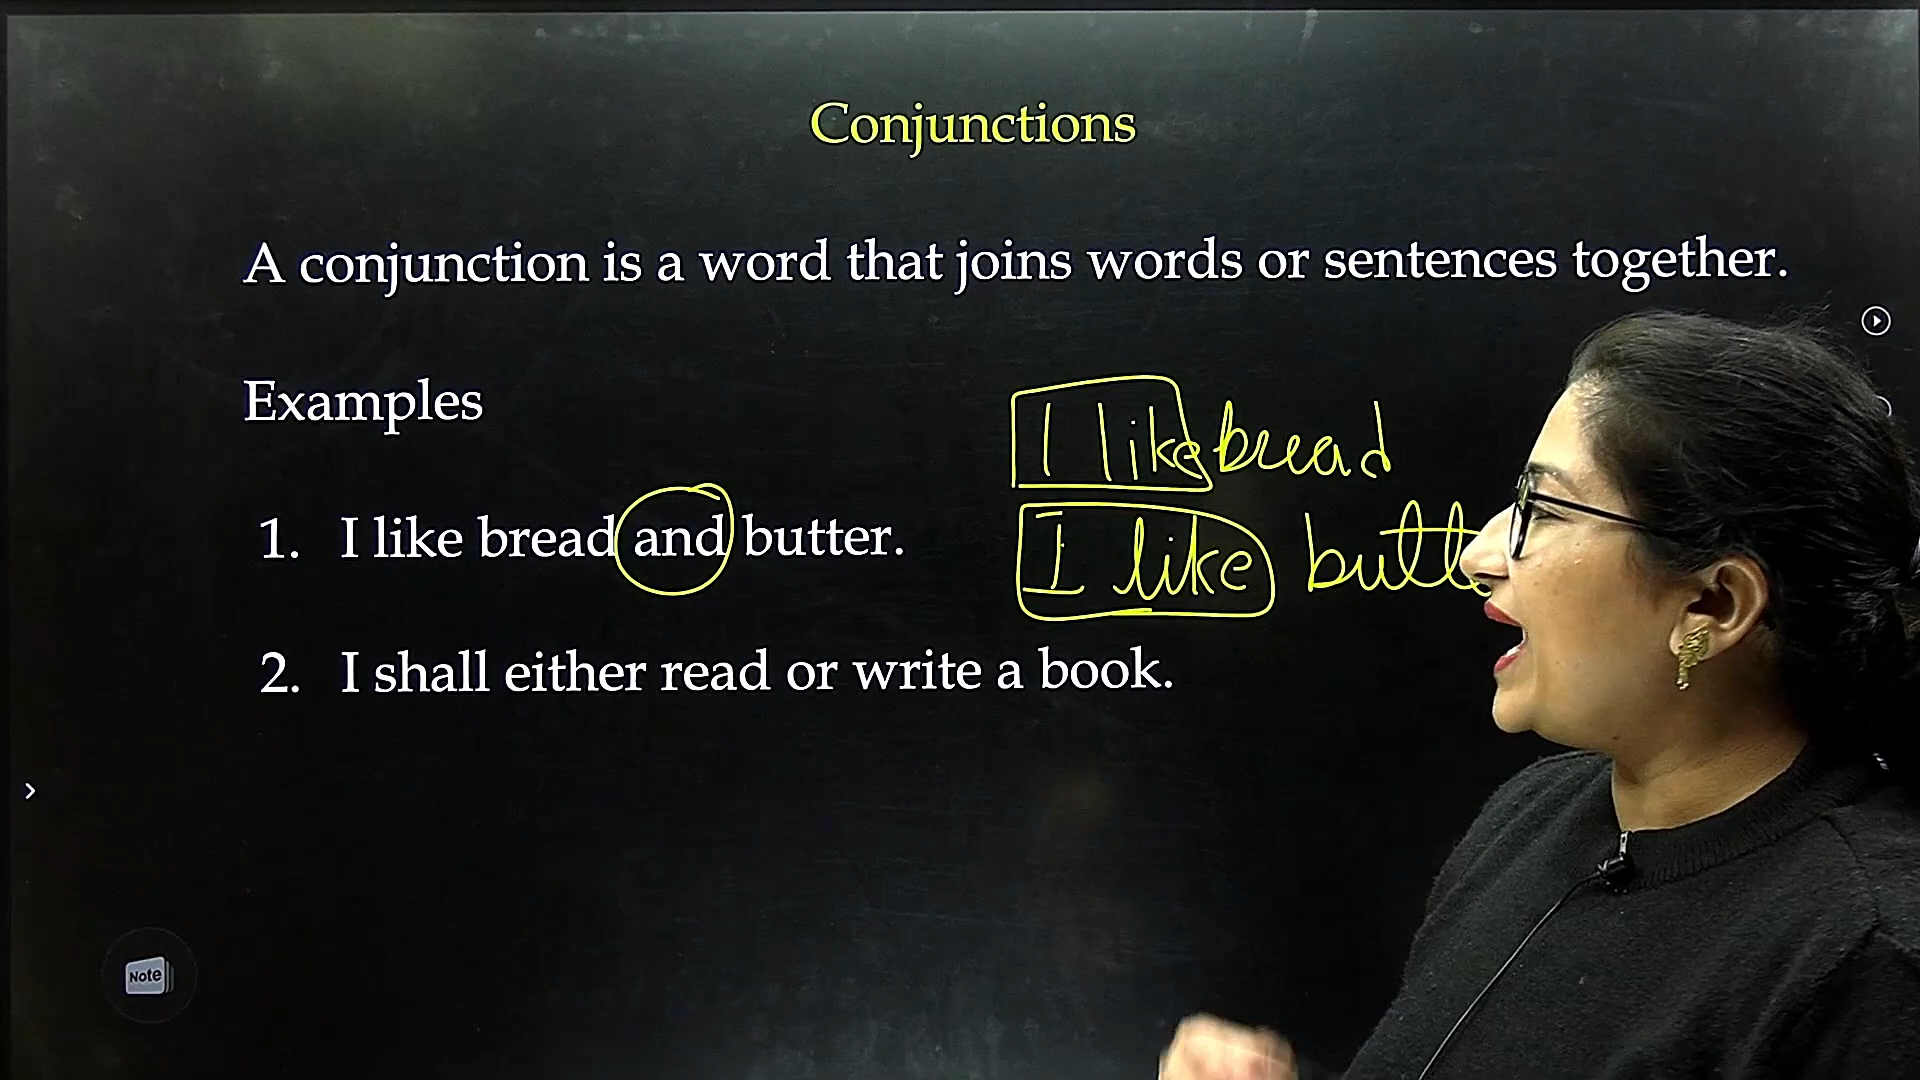 Conjunctions
A conjunction is a word that joins words or sentences together.
Examples
I like bread
1. I like bread and butter.
I like
2. I shall either read or write a book.
Note